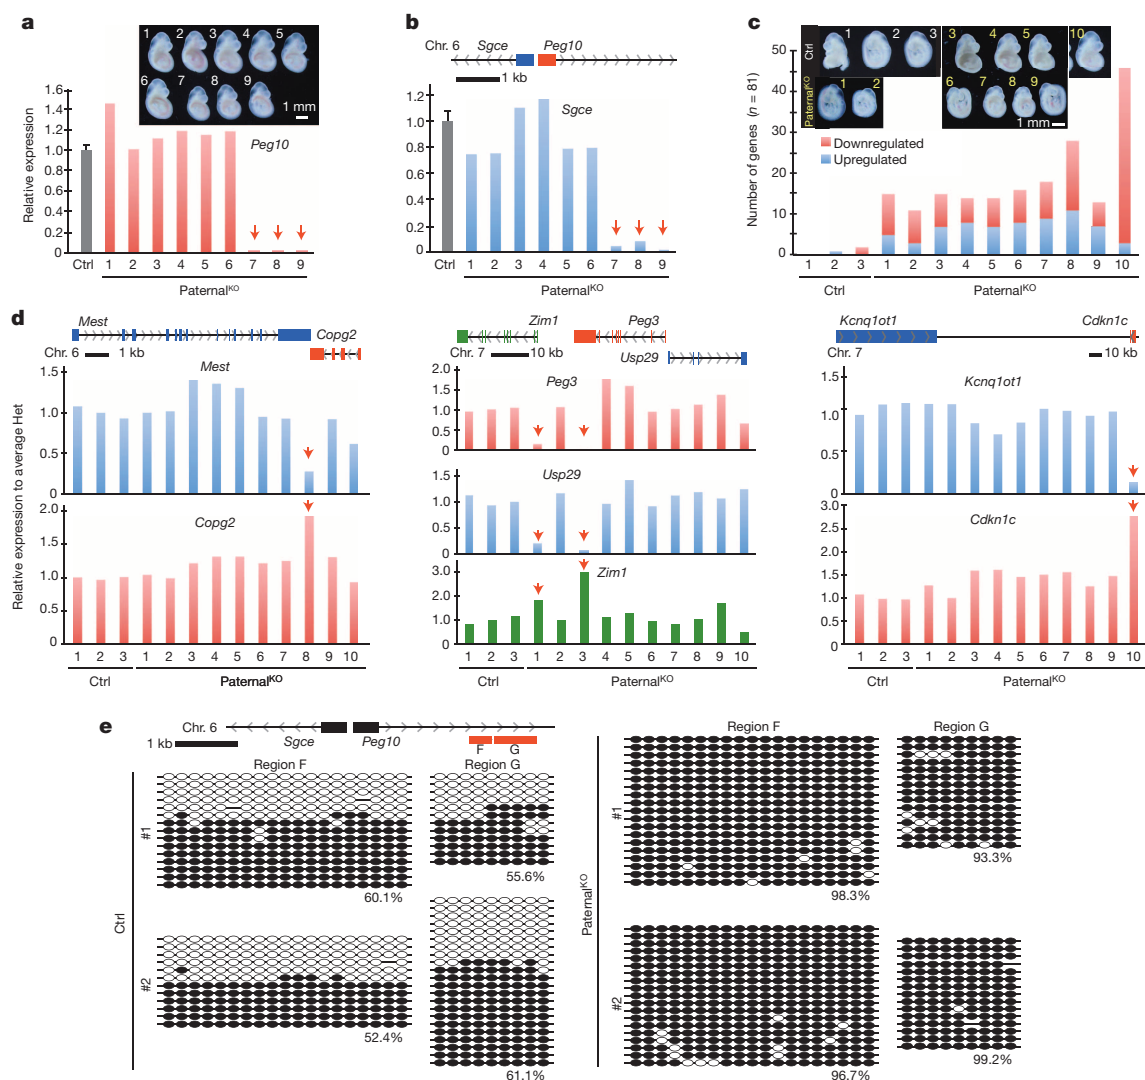 a
1 2 3 4 5
6 7 8 9
1 mm
Relative expression
1.6
1.4
1.2
1.0
0.8
0.6
0.4
0.2
0
Peg10
Ctrl 1 2 3 4 5 6 7 8 9
Paternal^KO
b
Chr. 6 Sgce Peg10
1 kb
Sgce
1.2
1.0
0.8
0.6
0.4
0.2
0
Ctrl 1 2 3 4 5 6 7 8 9
Paternal^KO
c
Ctrl 1 2 3 3 4 5 10
Paternal^KO 1 2 6 7 8 9
1 mm
Number of genes (n = 81)
50
40
30
20
10
0
Downregulated
Upregulated
1 2 3 1 2 3 4 5 6 7 8 9 10
Ctrl Paternal^KO
d
Mest
Copg2
Chr. 6 1 kb
Relative expression to average Het
Mest
1.5
1.0
0.5
0
Copg2
2.0
1.5
1.0
0.5
0
1 2 3 1 2 3 4 5 6 7 8 9 10
Ctrl Paternal^KO
Zim1 Peg3
Chr. 7 10 kb Usp29
Peg3
2.0
1.5
1.0
0.5
0
Usp29
1.5
1.0
0.5
0
Zim1
3.0
2.0
1.0
0
1 2 3 1 2 3 4 5 6 7 8 9 10
Ctrl Paternal^KO
Kcnq1ot1 Cdkn1c
Chr. 7 10 kb
Kcnq1ot1
1.5
1.0
0.5
0
Cdkn1c
3.0
2.5
2.0
1.5
1.0
0.5
0
1 2 3 1 2 3 4 5 6 7 8 9 10
Ctrl Paternal^KO
e
Chr. 6
1 kb Sgce Peg10 F G
Region F Region G
Ctrl
#1
60.1% 55.6%
#2
52.4% 61.1%
Region F Region G
Paternal^KO
#1
98.3% 93.3%
#2
96.7% 99.2%